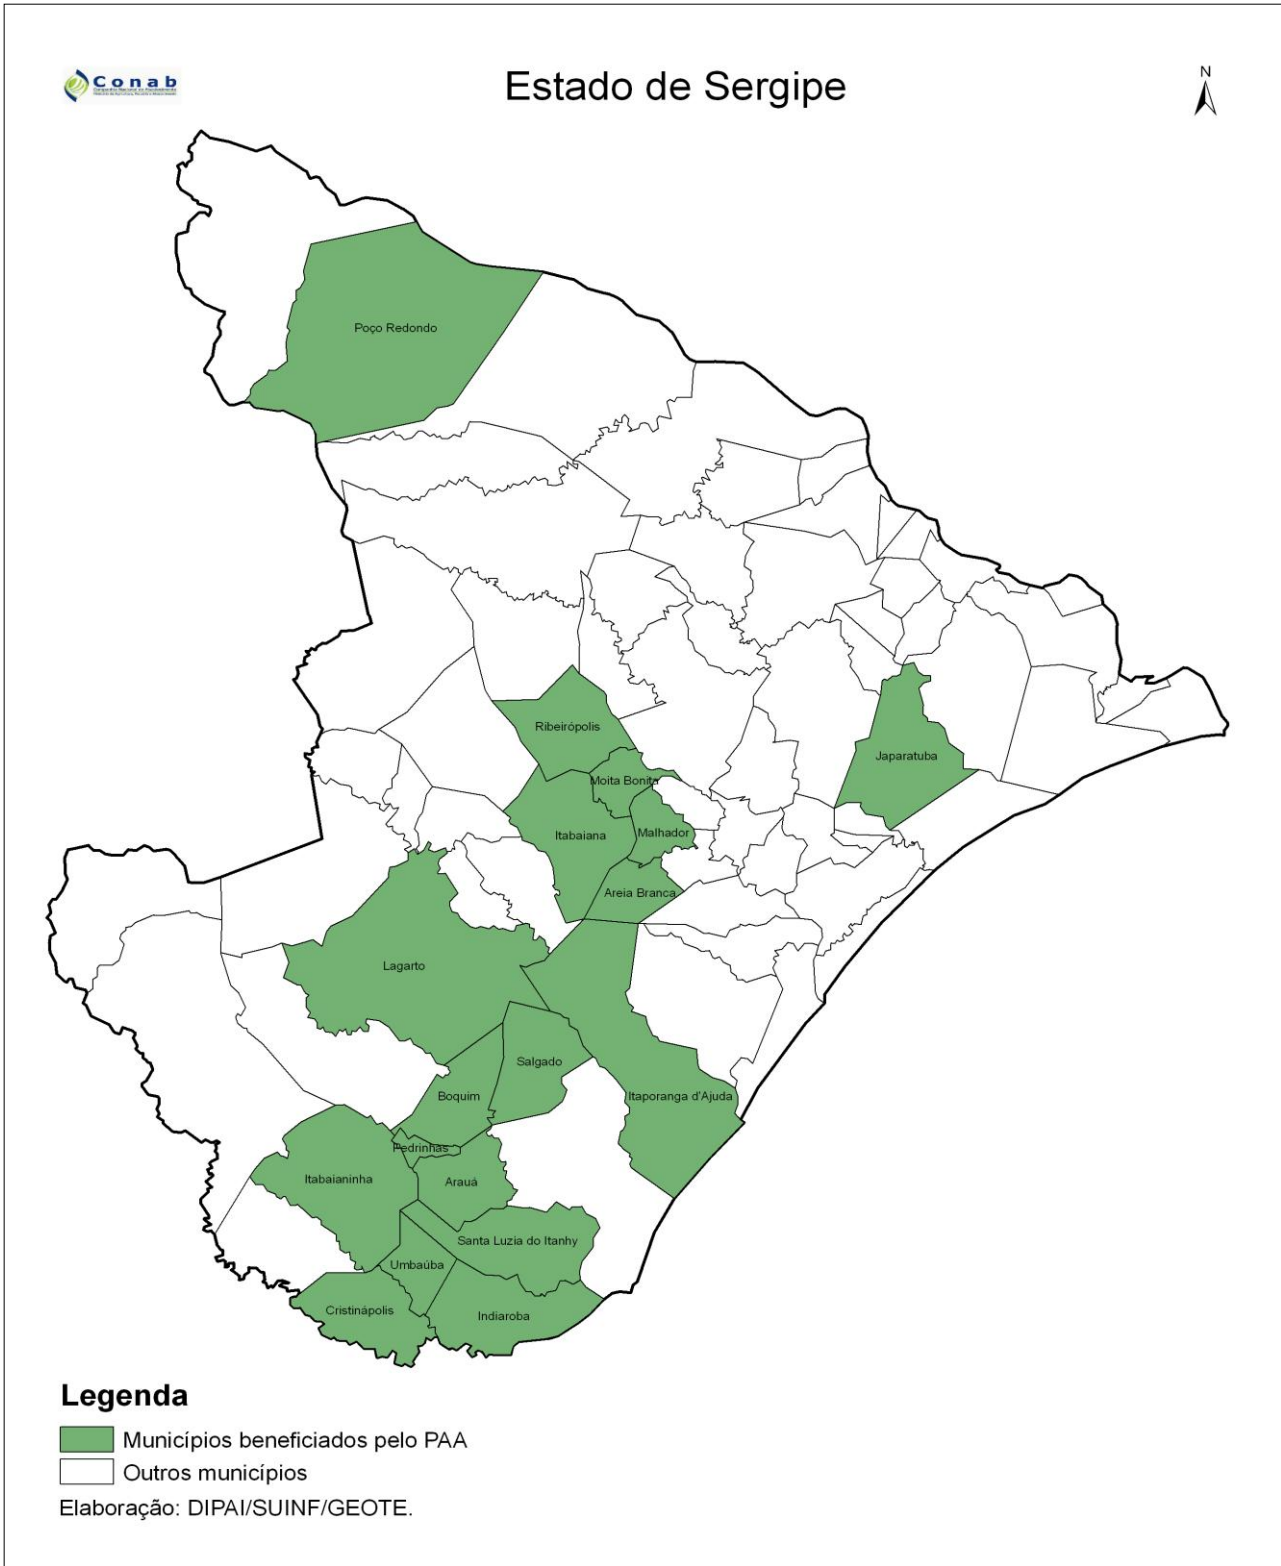 Conab
Estado de Sergipe
N
Poço Redondo
Ribeirópolis
Moita Bonita
Japaratuba
Itabaiana
Malhador
Areia Branca
Lagarto
Salgado
Boquim
Itaporanga d'Ajuda
Pedrinhas
Itabaianinha
Arauá
Santa Luzia do Itanhy
Umbaúba
Cristinápolis
Indiaroba
Legenda
Municípios beneficiados pelo PAA
Outros municípios
Elaboração: DIPAI/SUINF/GEOTE.